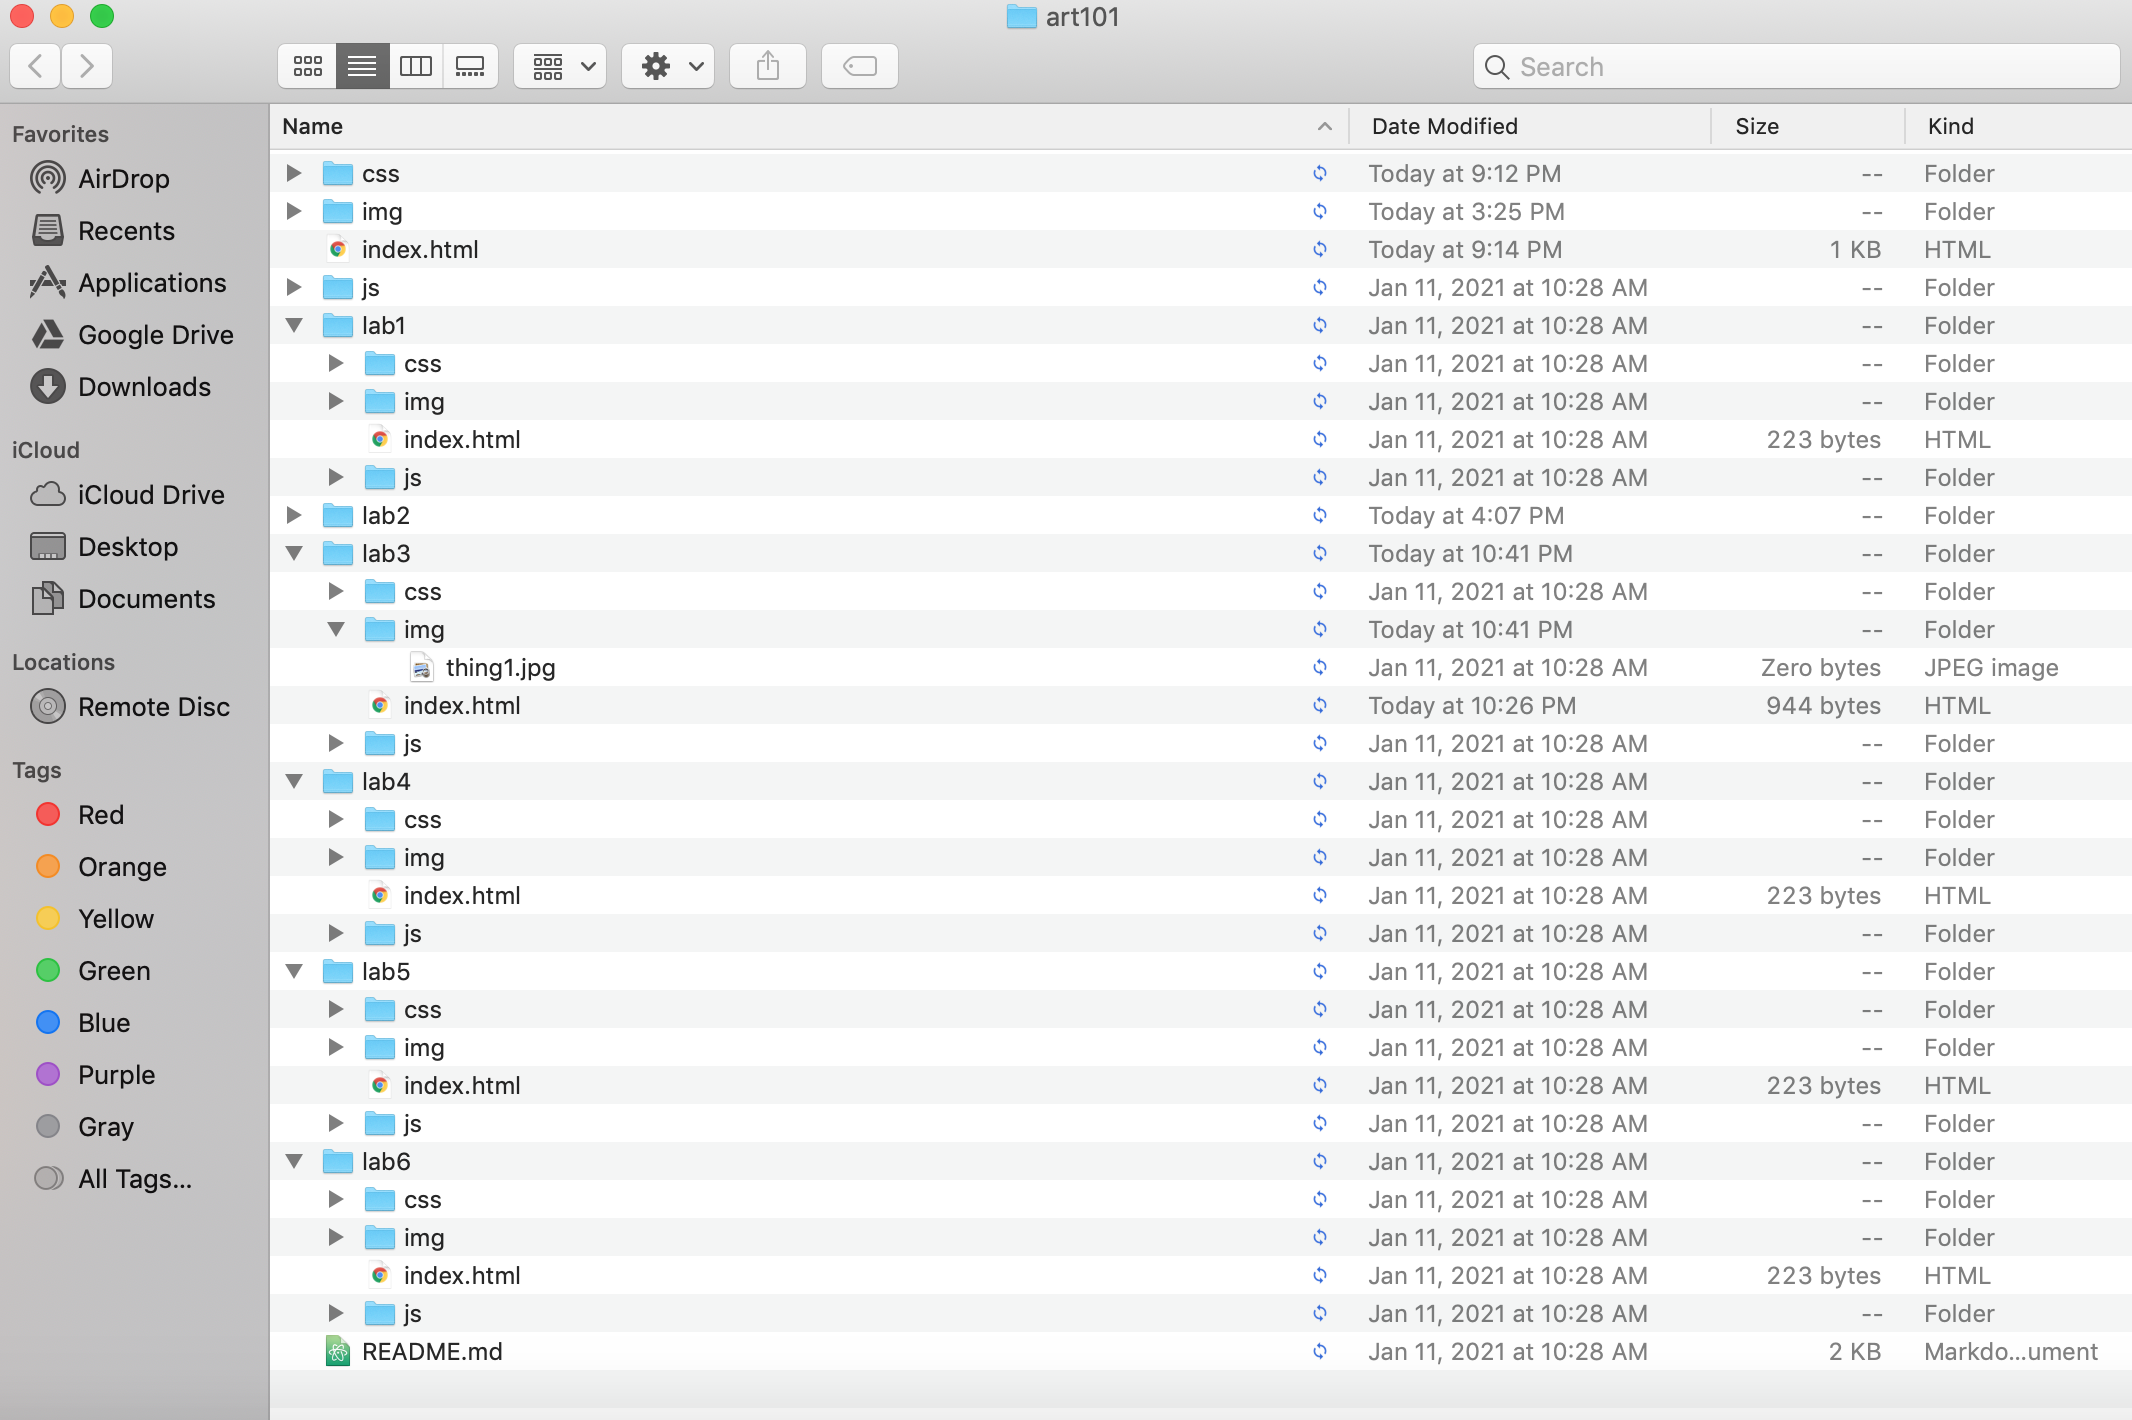 art101
Search
Favorites
AirDrop
Recents
Applications
Google Drive
Downloads
iCloud
iCloud Drive
Desktop
Documents
Locations
Remote Disc
Tags
Red
Orange
Yellow
Green
Blue
Purple
Gray
All Tags...
Name Date Modified Size Kind
css Today at 9:12 PM -- Folder
img Today at 3:25 PM -- Folder
index.html Today at 9:14 PM 1 KB HTML
js Jan 11, 2021 at 10:28 AM -- Folder
lab1 Jan 11, 2021 at 10:28 AM -- Folder
css Jan 11, 2021 at 10:28 AM -- Folder
img Jan 11, 2021 at 10:28 AM -- Folder
index.html Jan 11, 2021 at 10:28 AM 223 bytes HTML
js Jan 11, 2021 at 10:28 AM -- Folder
lab2 Today at 4:07 PM -- Folder
lab3 Today at 10:41 PM -- Folder
css Jan 11, 2021 at 10:28 AM -- Folder
img Today at 10:41 PM -- Folder
thing1.jpg Jan 11, 2021 at 10:28 AM Zero bytes JPEG image
index.html Today at 10:26 PM 944 bytes HTML
js Jan 11, 2021 at 10:28 AM -- Folder
lab4 Jan 11, 2021 at 10:28 AM -- Folder
css Jan 11, 2021 at 10:28 AM -- Folder
img Jan 11, 2021 at 10:28 AM -- Folder
index.html Jan 11, 2021 at 10:28 AM 223 bytes HTML
js Jan 11, 2021 at 10:28 AM -- Folder
lab5 Jan 11, 2021 at 10:28 AM -- Folder
css Jan 11, 2021 at 10:28 AM -- Folder
img Jan 11, 2021 at 10:28 AM -- Folder
index.html Jan 11, 2021 at 10:28 AM 223 bytes HTML
js Jan 11, 2021 at 10:28 AM -- Folder
lab6 Jan 11, 2021 at 10:28 AM -- Folder
css Jan 11, 2021 at 10:28 AM -- Folder
img Jan 11, 2021 at 10:28 AM -- Folder
index.html Jan 11, 2021 at 10:28 AM 223 bytes HTML
js Jan 11, 2021 at 10:28 AM -- Folder
README.md Jan 11, 2021 at 10:28 AM 2 KB Markdo...ument